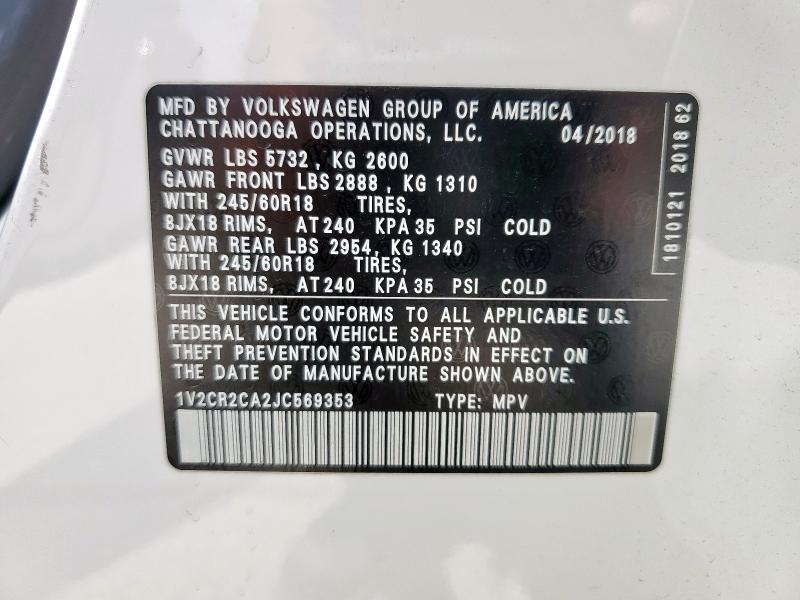 MFD BY VOLKSWAGEN GROUP OF AMERICA
CHATTANOOGA OPERATIONS, LLC. 04/2018
GVWR LBS 5732, KG 2600
GAWR FRONT LBS 2888, KG 1310
WITH 245/60R18 TIRES,
8JX18 RIMS, AT 240 KPA 35 PSI COLD
GAWR REAR LBS 2954, KG 1340
WITH 245/60R18 TIRES,
8JX18 RIMS, AT 240 KPA 35 PSI COLD
THIS VEHICLE CONFORMS TO ALL APPLICABLE U.S.
FEDERAL MOTOR VEHICLE SAFETY AND
THEFT PREVENTION STANDARDS IN EFFECT ON
THE DATE OF MANUFACTURE SHOWN ABOVE.
1V2CR2CA2JC569353 TYPE: MPV
1810121 2018 62